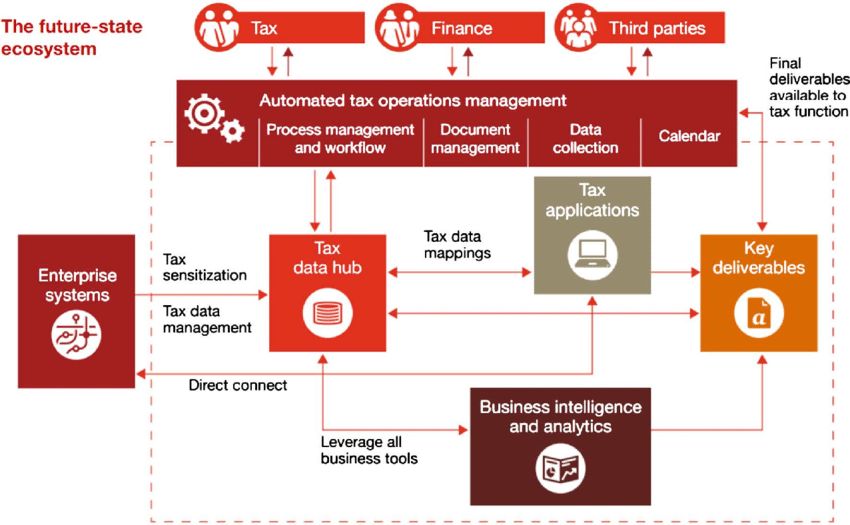 The future-state
ecosystem
Tax
Finance
Third parties
Final
deliverables
available to
tax function
Automated tax operations management
Process management
and workflow
Document
management
Data
collection
Calendar
Enterprise
systems
Tax
sensitization
Tax data
management
Tax
data hub
Tax data
mappings
Tax
applications
Key
deliverables
a
Direct connect
Leverage all
business tools
Business intelligence
and analytics